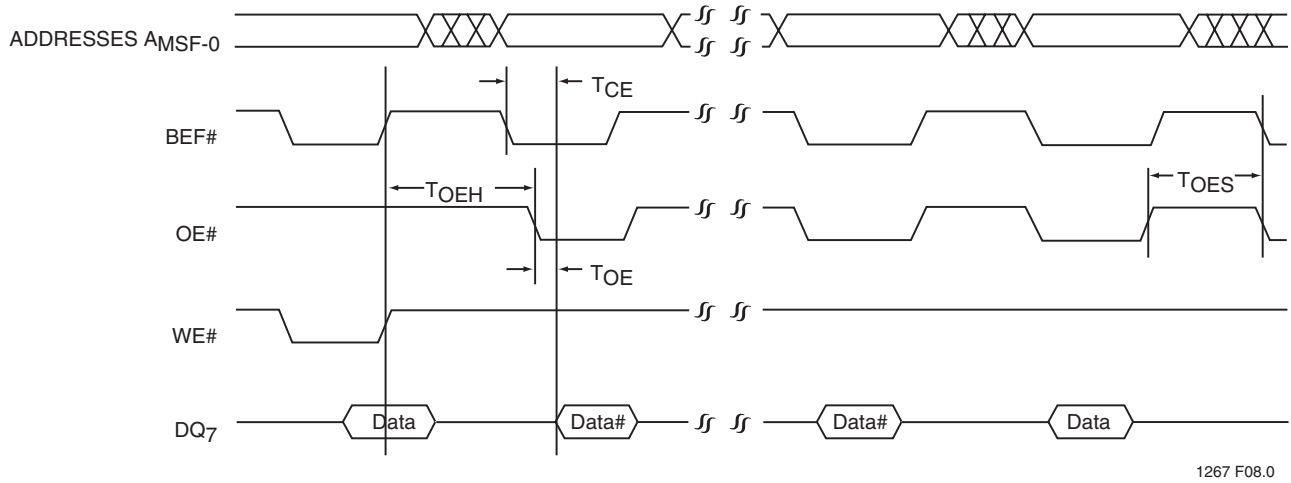 ADDRESSES AMSF-0
TCE
BEF#
TOEH
TOES
OE#
TOE
WE#
DQ7
Data
Data#
Data#
Data
1267 F08.0